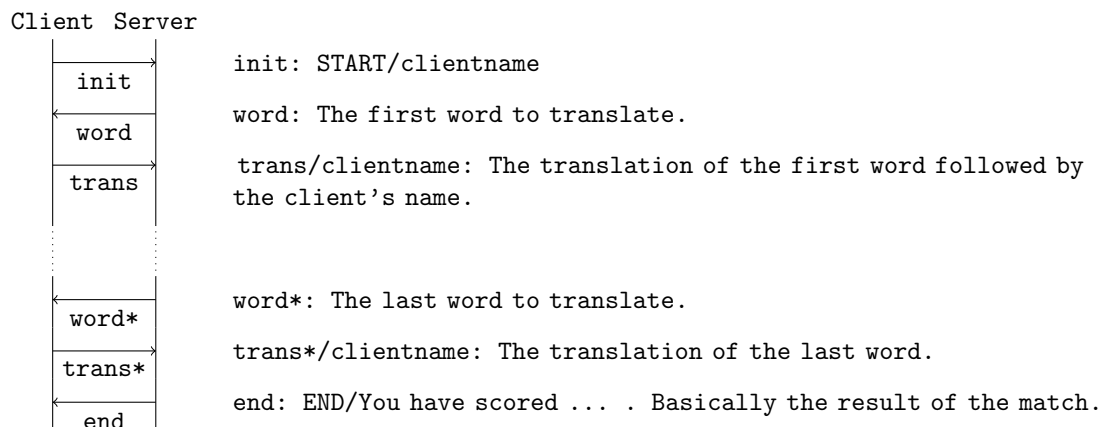 Client Server
init
init: START/clientname
word
word: The first word to translate.
trans
trans/clientname: The translation of the first word followed by
the client's name.
word*
word*: The last word to translate.
trans*
trans*/clientname: The translation of the last word.
end
end: END/You have scored ... . Basically the result of the match.